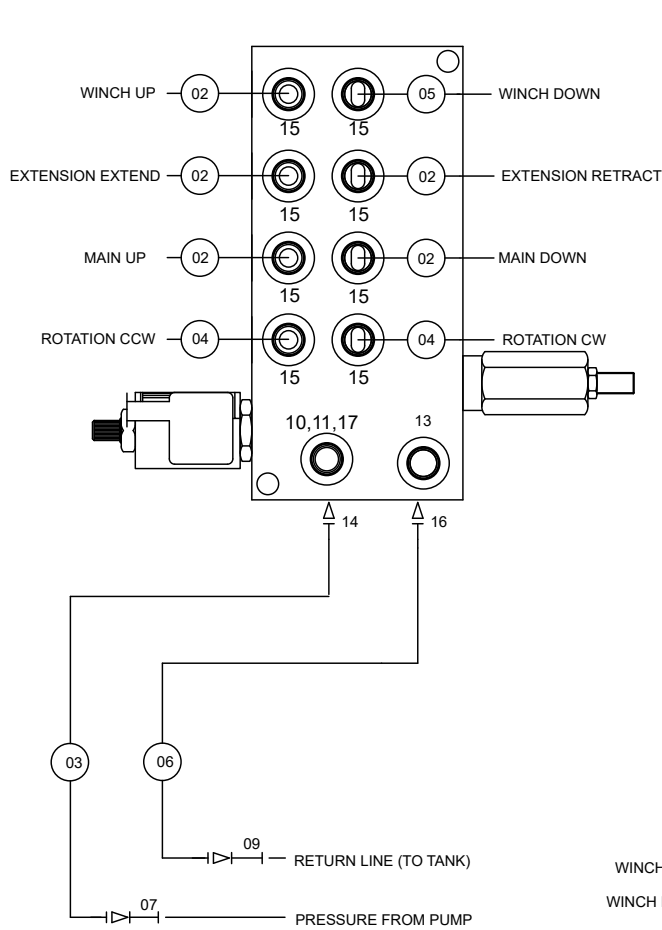 WINCH UP 02 05 WINCH DOWN
15 15
EXTENSION EXTEND 02 02 EXTENSION RETRACT
15 15
MAIN UP 02 02 MAIN DOWN
15 15
ROTATION CCW 04 04 ROTATION CW
15 15
10,11,17 13
14 16
03 06
09
RETURN LINE (TO TANK)
WINCH
07
WINCH
PRESSURE FROM PUMP